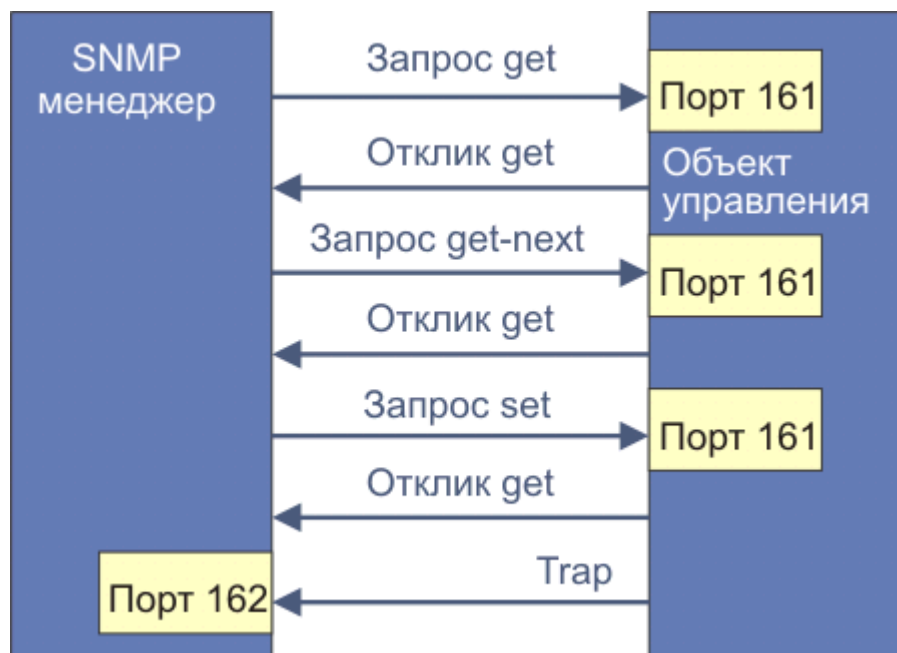 SNMP
менеджер
Запрос get
Порт 161
Отклик get
Объект
управления
Запрос get-next
Порт 161
Отклик get
Запрос set
Порт 161
Отклик get
Trap
Порт 162